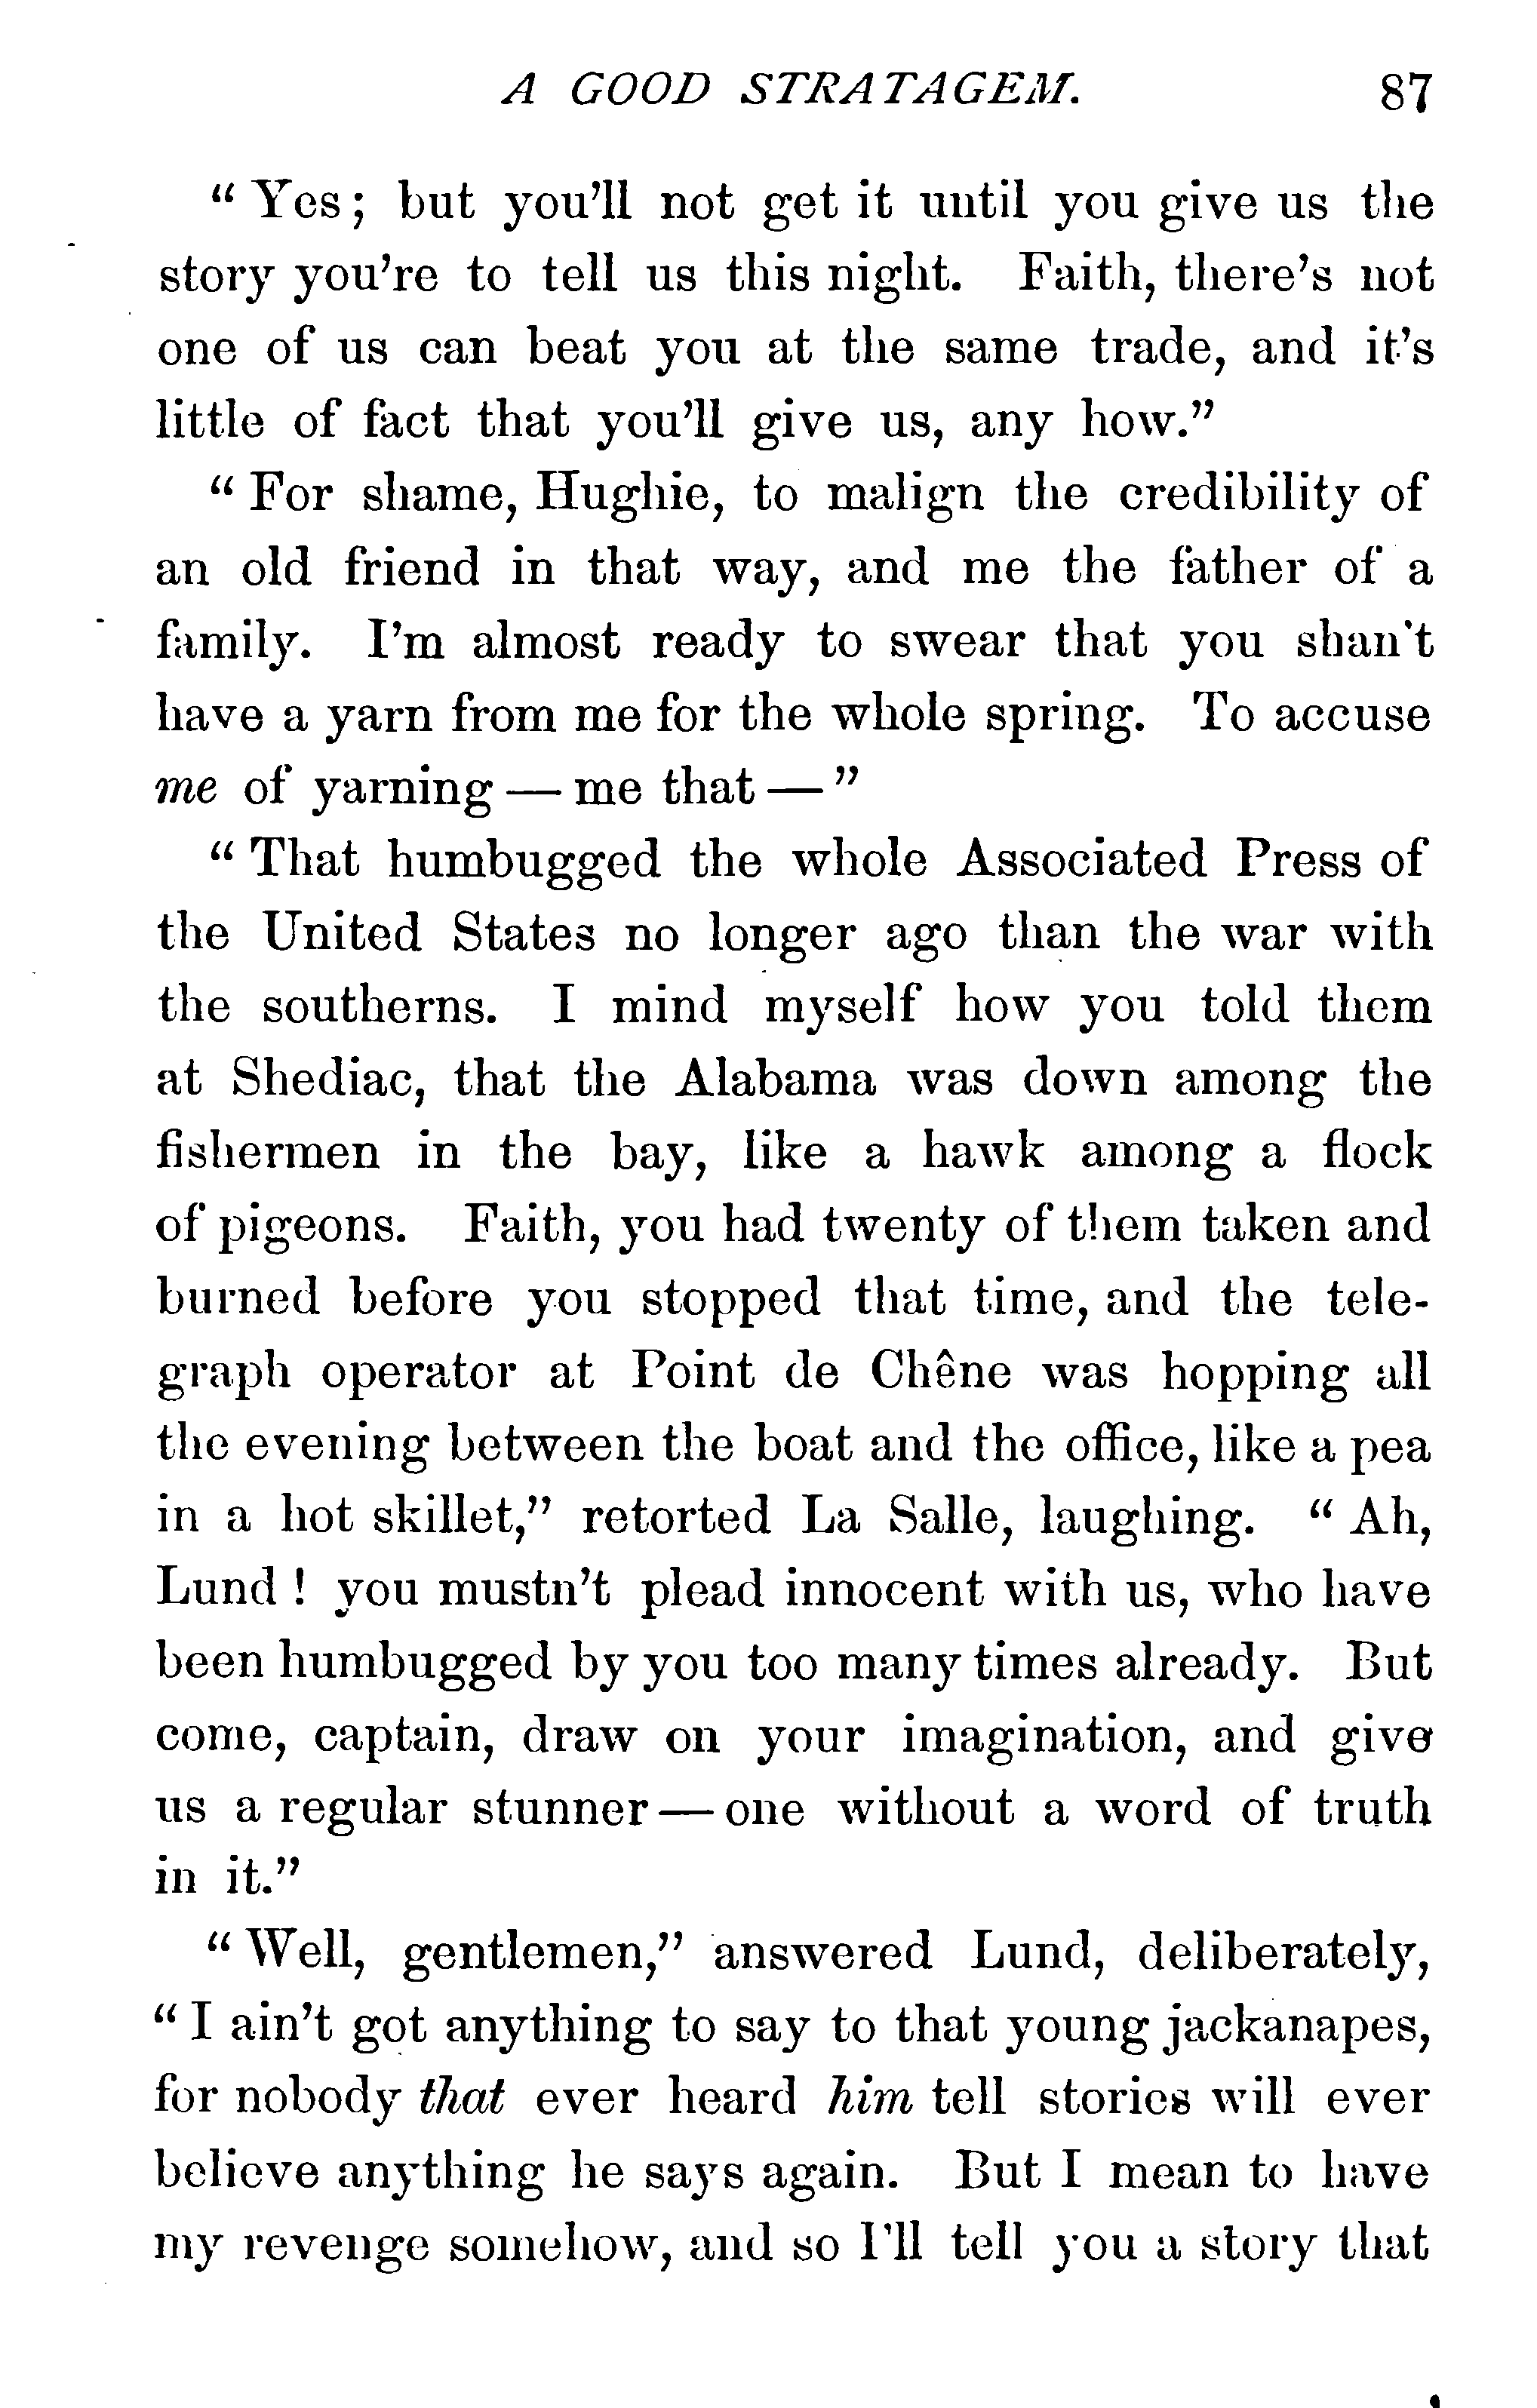 A GOOD STRATAGEM. 87
"Yes; but you'll not get it until you give us the
story you're to tell us this night. Faith, there's not
one of us can beat you at the same trade, and it's
little of fact that you'll give us, any how."
"For shame, Hughie, to malign the credibility of
an old friend in that way, and me the father of a
family. I'm almost ready to swear that you shan't
have a yarn from me for the whole spring. To accuse
me of yarning — me that — "
"That humbugged the whole Associated Press of
the United States no longer ago than the war with
the southerns. I mind myself how you told them
at Shediac, that the Alabama was down among the
fishermen in the bay, like a hawk among a flock
of pigeons. Faith, you had twenty of them taken and
burned before you stopped that time, and the tele-
graph operator at Point de Chêne was hopping all
the evening between the boat and the office, like a pea
in a hot skillet," retorted La Salle, laughing. "Ah,
Lund! you mustn't plead innocent with us, who have
been humbugged by you too many times already. But
come, captain, draw on your imagination, and give
us a regular stunner — one without a word of truth
in it."
"Well, gentlemen," answered Lund, deliberately,
"I ain't got anything to say to that young jackanapes,
for nobody that ever heard him tell stories will ever
believe anything he says again. But I mean to have
my revenge somehow, and so I'll tell you a story that